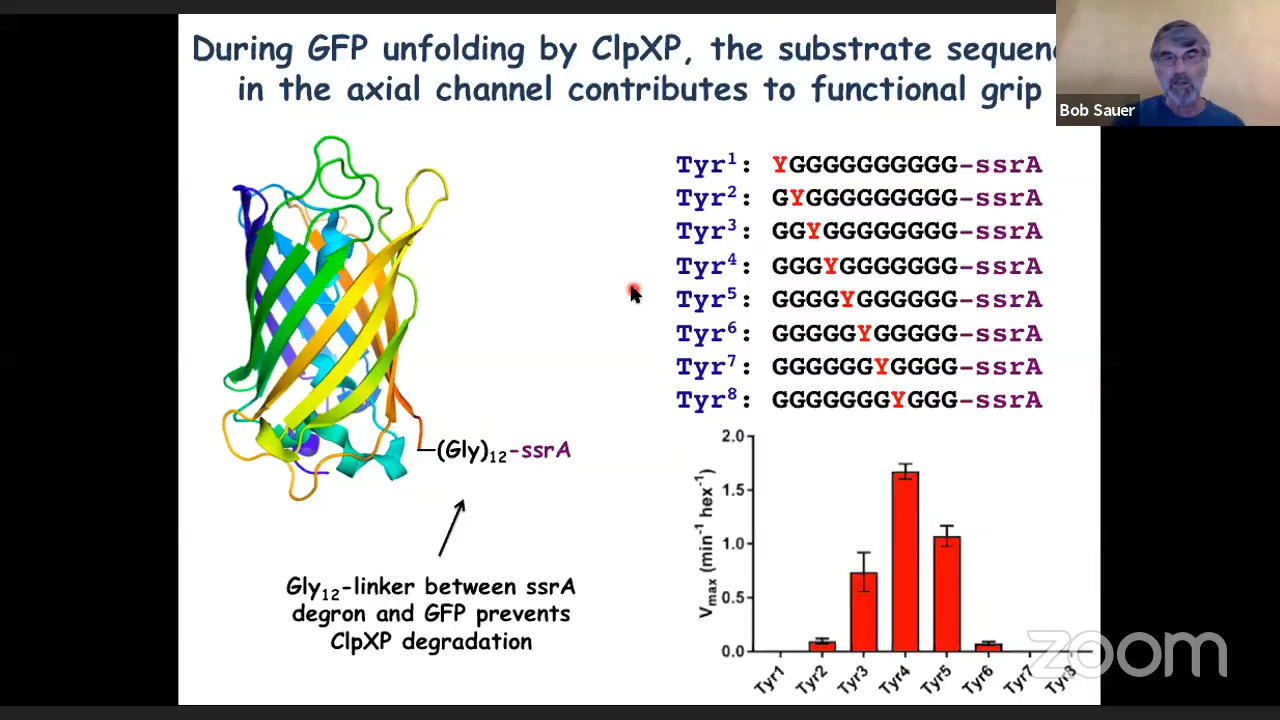 During GFP unfolding by ClpXP, the substrate sequen
in the axial channel contributes to functional grip
Bob Sauer
Tyr¹: YGGGGGGGGGG-ssrA
Tyr²: GYGGGGGGGGG-ssrA
Tyr³: GGYGGGGGGGG-ssrA
Tyr⁴: GGGYGGGGGGG-ssrA
Tyr⁵: GGGGYGGGGGG-ssrA
Tyr⁶: GGGGGYGGGGG-ssrA
Tyr⁷: GGGGGGYGGGG-ssrA
Tyr⁸: GGGGGGGYGGG-ssrA
—(Gly)₁₂-ssrA
Gly₁₂-linker between ssrA
degron and GFP prevents
ClpXP degradation
Vmax (min⁻¹ hex⁻¹)
2.0
1.5
1.0
0.5
0.0
Tyr1 Tyr2 Tyr3 Tyr4 Tyr5 Tyr6 Tyr7 Tyr8
zoom